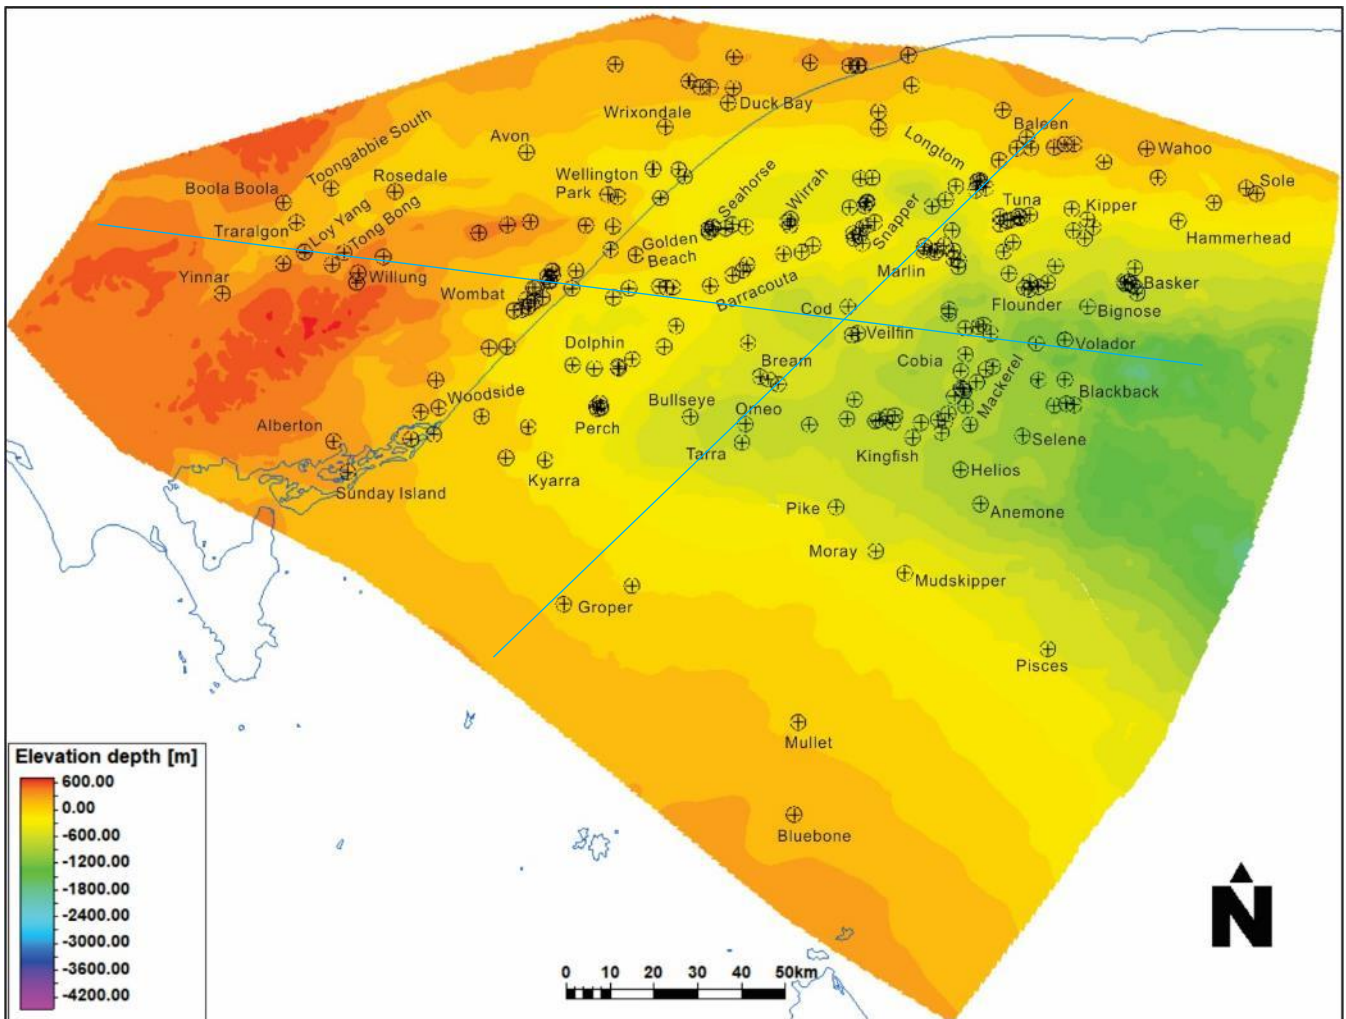 Duck Bay
Wrixondale
Baleen
Longtom
Avon
Toongabbie South
Wahoo
Wellington
Park
Rosedale
Boola Boola
Sole
Seahorse
Wirrah
Tuna
Kipper
Traralgon
Loy Yang
Tong Bong
Snapper
Hammerhead
Golden
Beach
Marlin
Yinnar
Willung
Wombat
Barracouta
Basker
Cod
Flounder
Bignose
Veilfin
Volador
Dolphin
Bream
Cobia
Mackerel
Blackback
Woodside
Bullseye
Omeo
Alberton
Perch
Selene
Tarra
Kingfish
Kyarra
Helios
Sunday Island
Pike
Anemone
Moray
Mudskipper
Groper
Pisces
Mullet
Bluebone
Elevation depth [m]
600.00
0.00
-600.00
-1200.00
-1800.00
-2400.00
-3000.00
-3600.00
-4200.00
N
0 10 20 30 40 50km